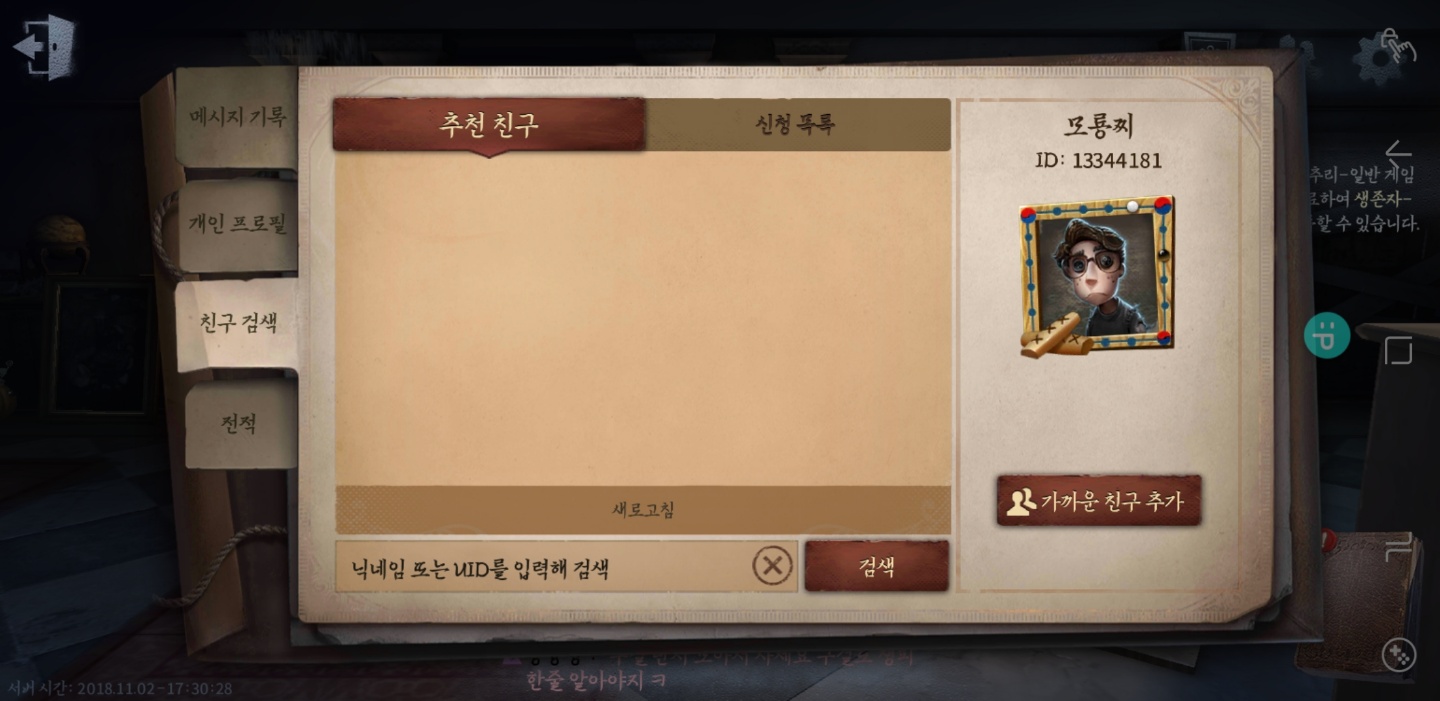 메시지 기록
개인 프로필
친구 검색
전적
추천 친구
신청 목록
새로고침
닉네임 또는 UID를 입력해 검색
검색
모룡찌
ID: 13344181
가까운 친구 추가
추리-일반 게임
하여 생존자-
할 수 있습니다.
한줄 알아야지 ㅋ
서버 시간: 2018.11.02-17:30:28